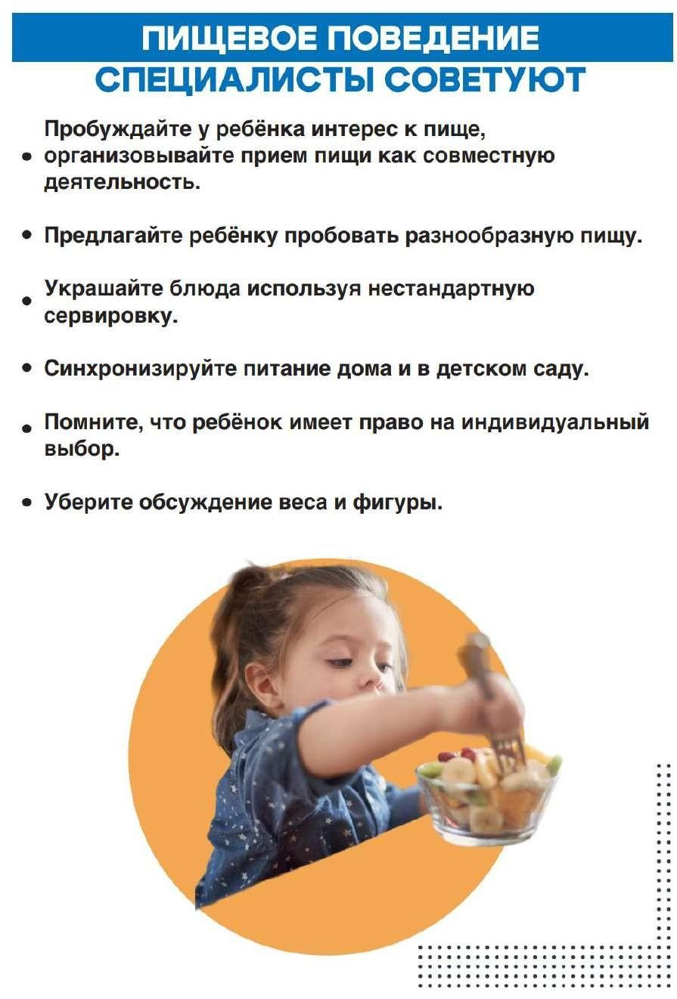 ПИЩЕВОЕ ПОВЕДЕНИЕ
СПЕЦИАЛИСТЫ СОВЕТУЮТ
Пробуждайте у ребёнка интерес к пище,
• организовывайте прием пищи как совместную
деятельность.
• Предлагайте ребёнку пробовать разнообразную пищу.
• Украшайте блюда используя нестандартную
сервировку.
• Синхронизируйте питание дома и в детском саду.
• Помните, что ребёнок имеет право на индивидуальный
выбор.
• Уберите обсуждение веса и фигуры.